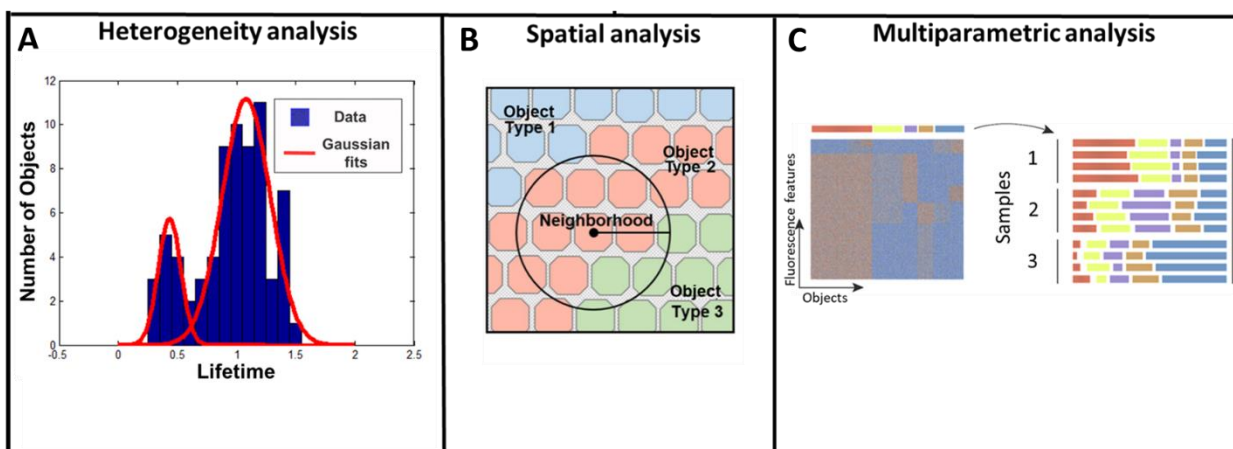 A
Heterogeneity analysis
12
10
8
6
4
2
0
Number of Objects
Data
Gaussian
fits
-0.5
0
0.5
1
1.5
2
2.5
Lifetime
B
Spatial analysis
Object
Type 1
Object
Type 2
Neighborhood
Object
Type 3
C
Multiparametric analysis
Fluorescence features
Objects
Samples
1
2
3